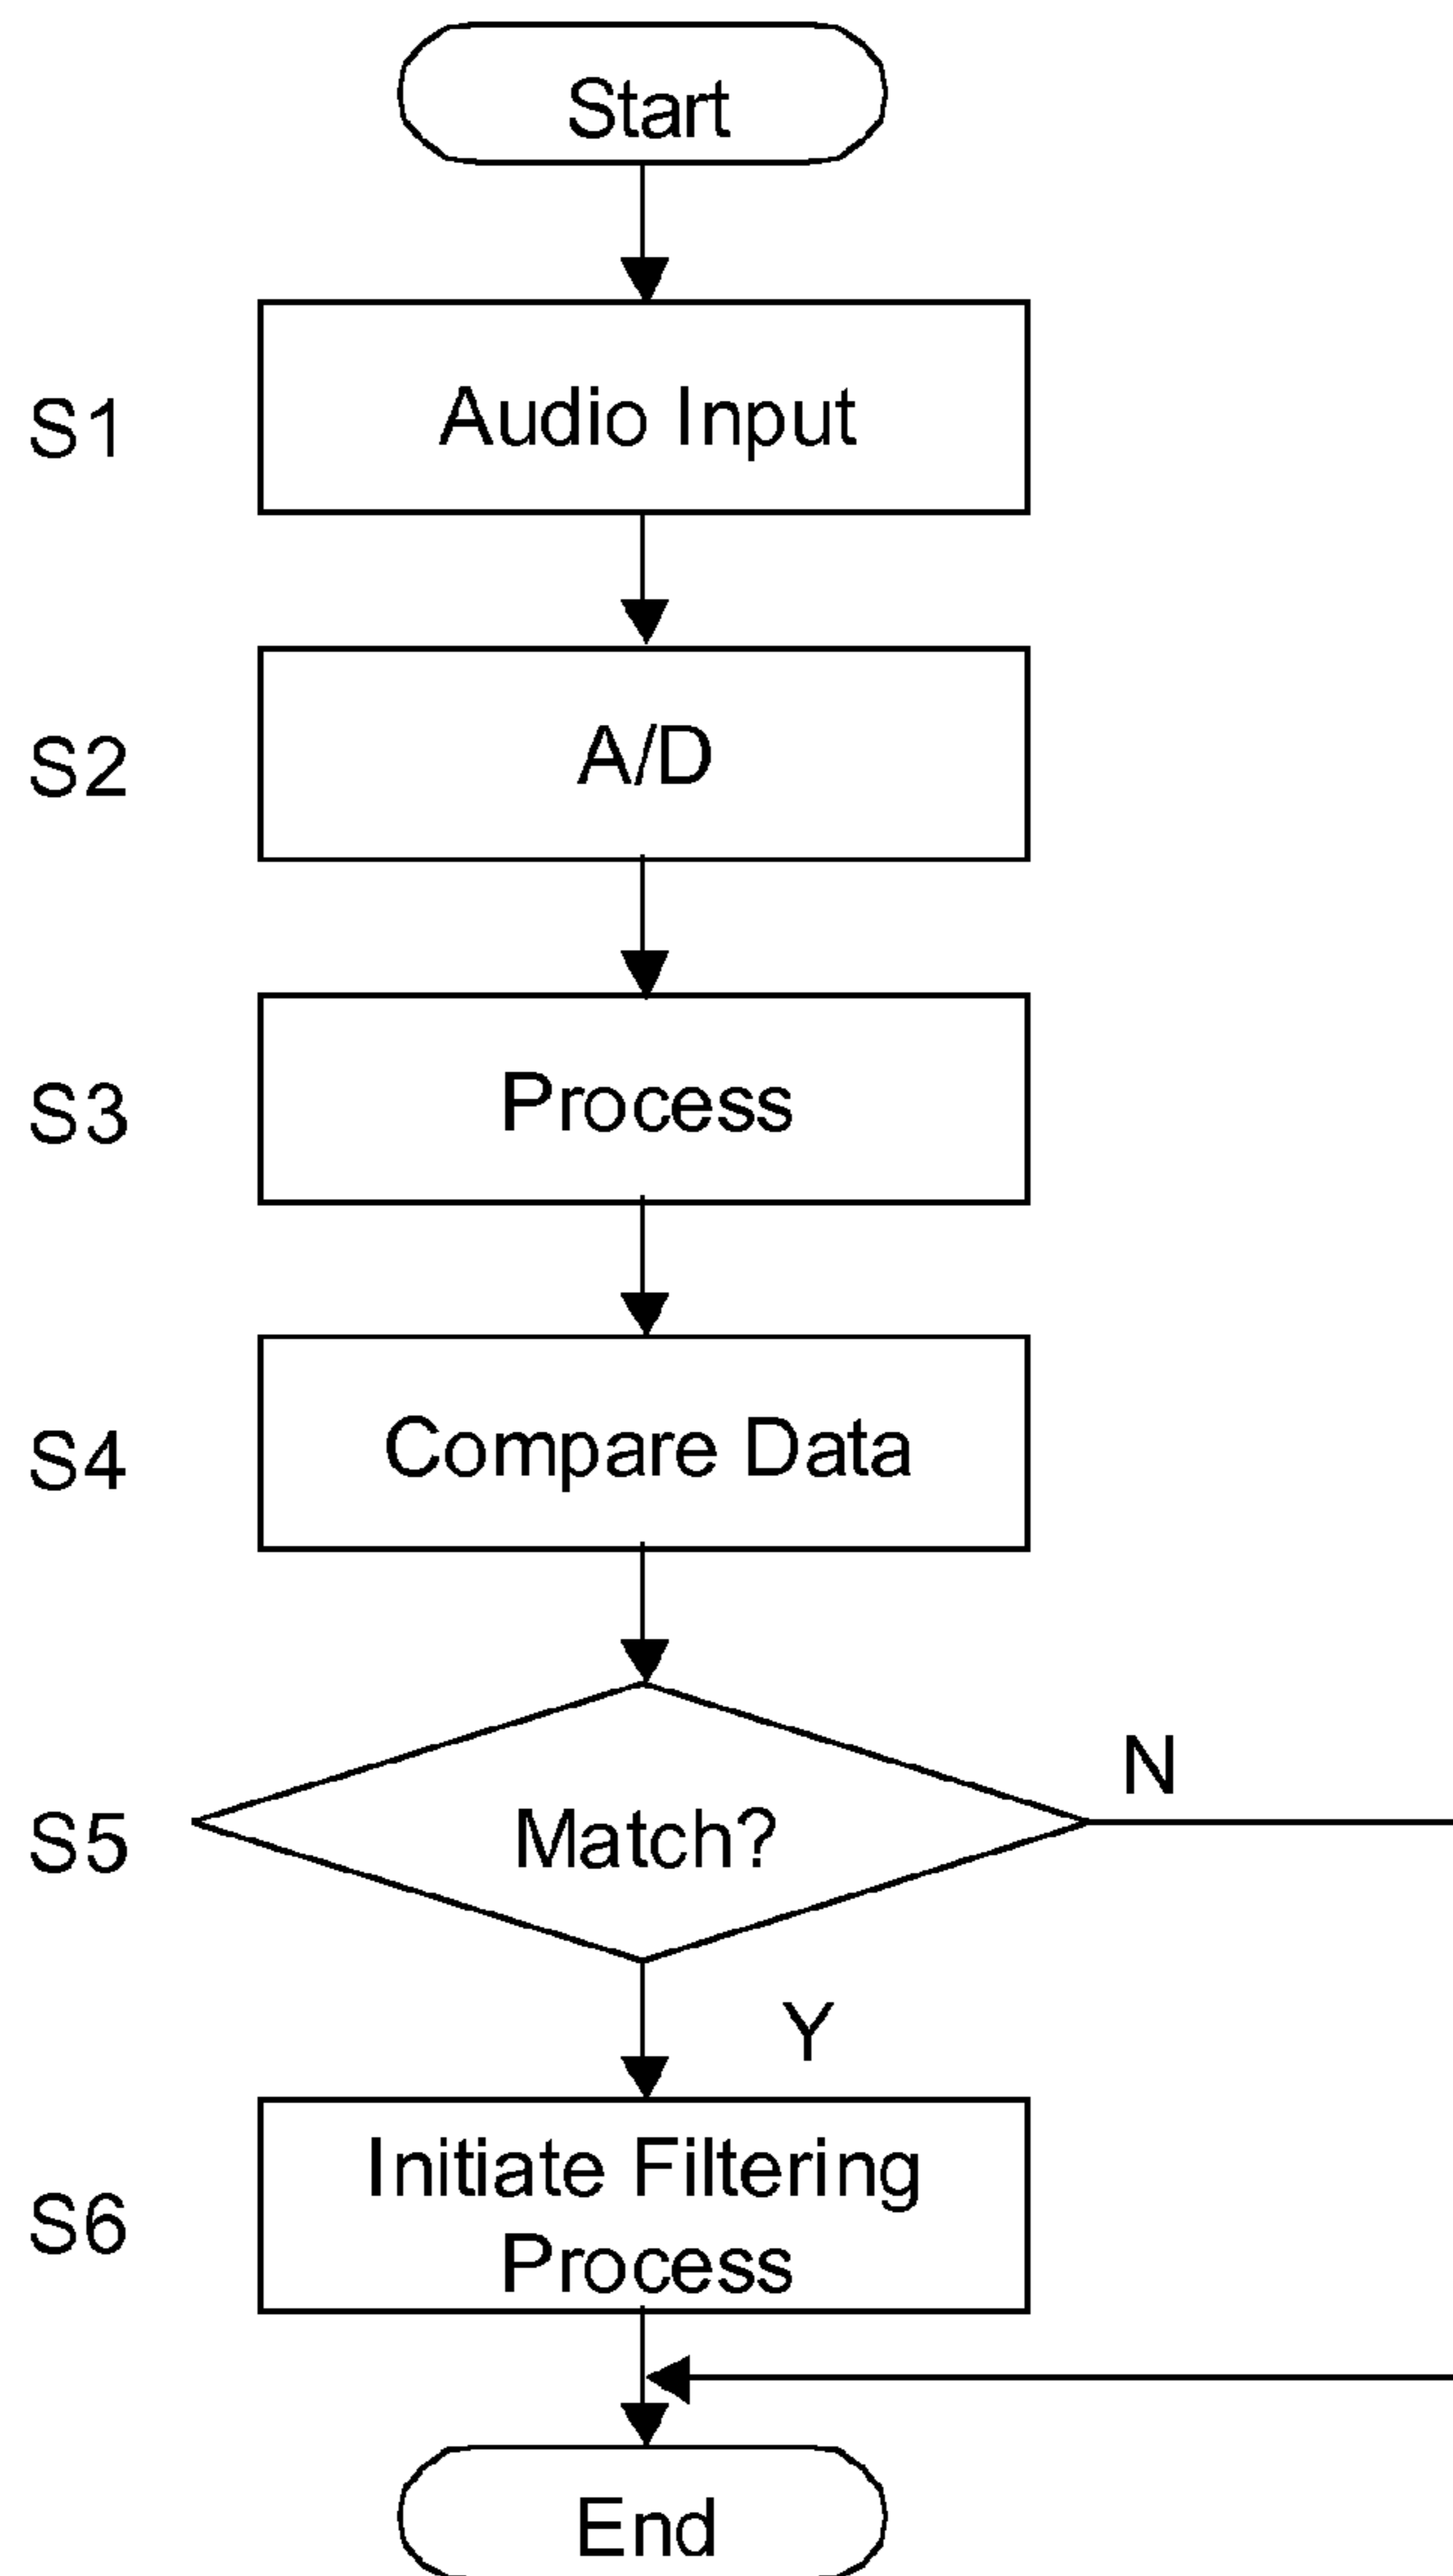 Start
S1
Audio Input
S2
A/D
S3
Process
S4
Compare Data
S5
Match?
N
Y
S6
Initiate Filtering
Process
End